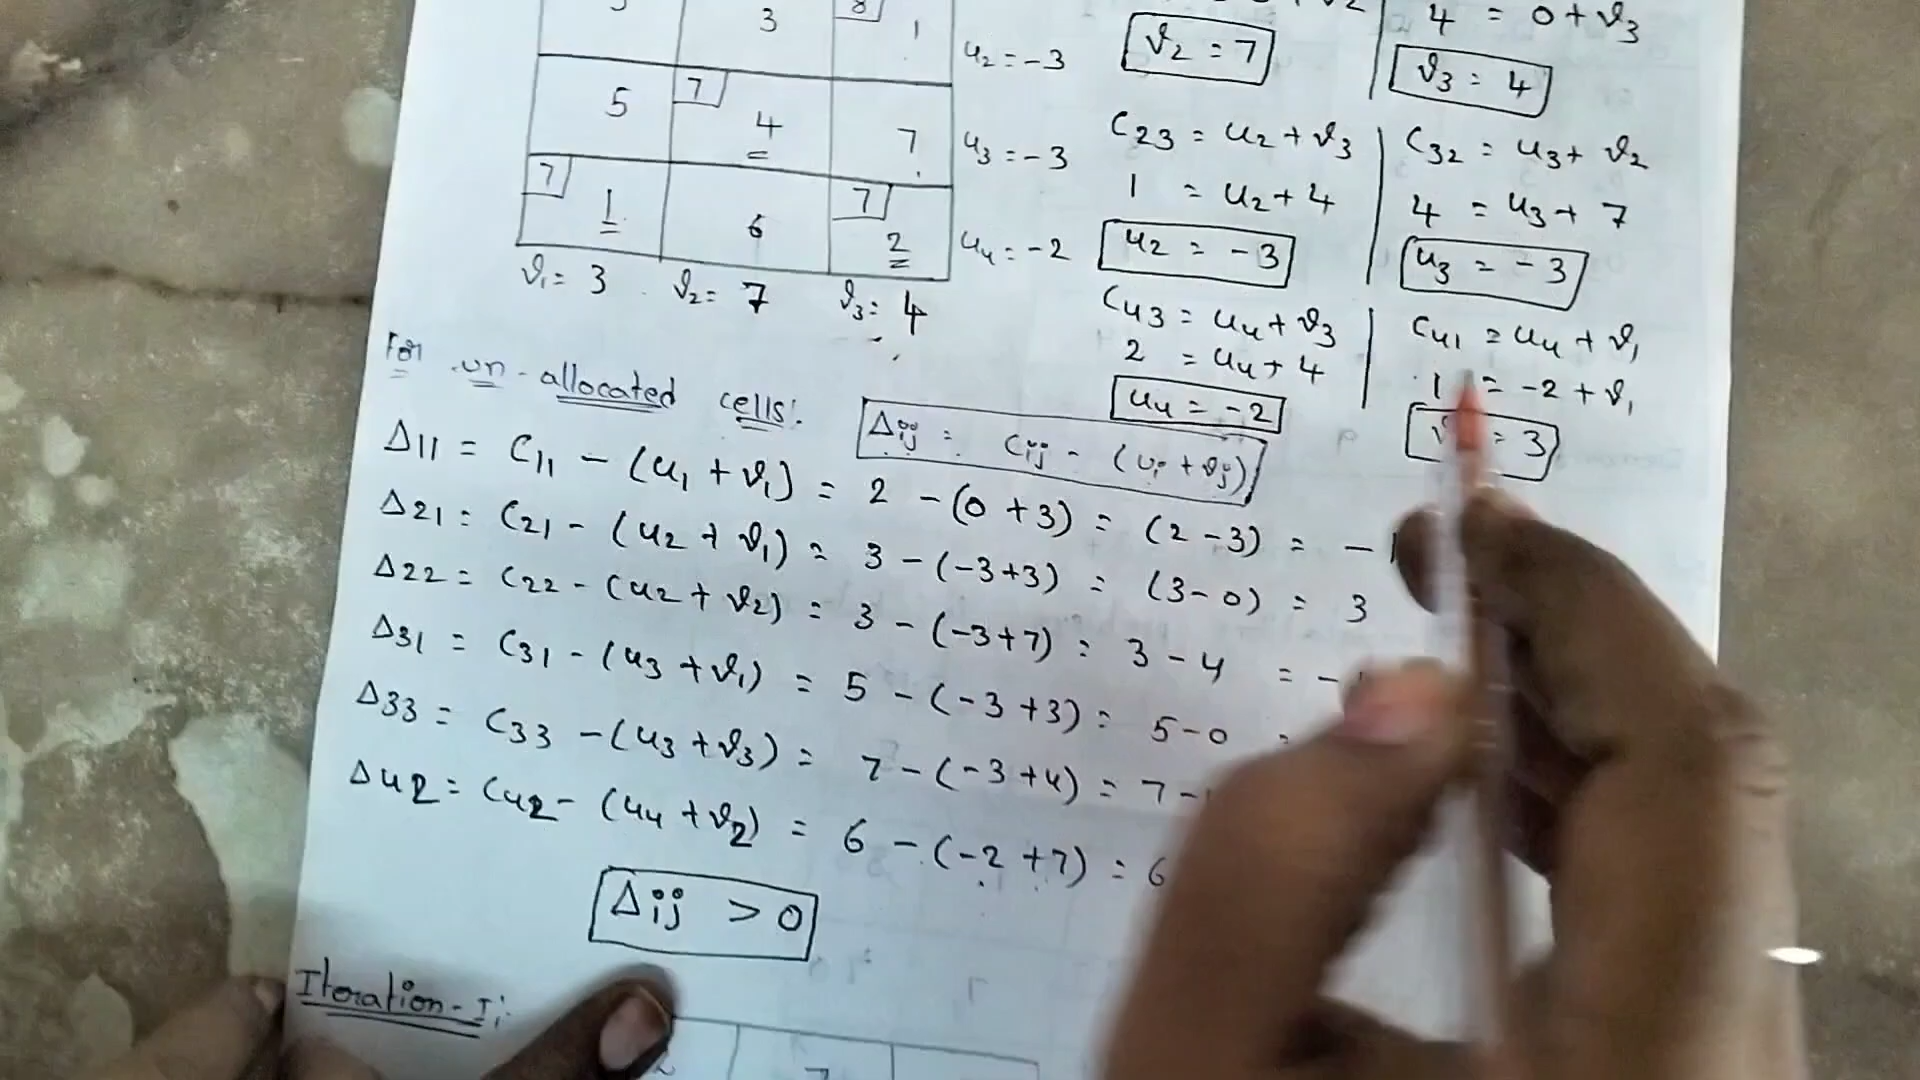 3 8 1 u2 = -3
5 7 4 7 u3 = -3
7 1 6 7 2 u4 = -2
ϑ1 = 3 ϑ2 = 7 ϑ3 = 4
ϑ2 = 7
4 = 0 + ϑ3
ϑ3 = 4
C23 = u2 + ϑ3
1 = u2 + 4
u2 = -3
C32 = u3 + ϑ2
4 = u3 + 7
u3 = -3
C43 = u4 + ϑ3
2 = u4 + 4
u4 = -2
C41 = u4 + ϑ1
1 = -2 + ϑ1
= 3
For un-allocated cells:
Δij = Cij - (ui + ϑj)
Δ11 = C11 - (u1 + ϑ1) = 2 - (0 + 3) = (2 - 3) = -1
Δ21 = C21 - (u2 + ϑ1) = 3 - (-3+3) = (3-0) = 3
Δ22 = C22 - (u2 + ϑ2) = 3 - (-3+7) = 3 - 4 = -
Δ31 = C31 - (u3 + ϑ1) = 5 - (-3+3) = 5-0 =
Δ33 = C33 - (u3 + ϑ3) = 7 - (-3+4) = 7 -
Δ42 = C42 - (u4 + ϑ2) = 6 - (-2 + 7) = 6
Δij > 0
Iteration-I: